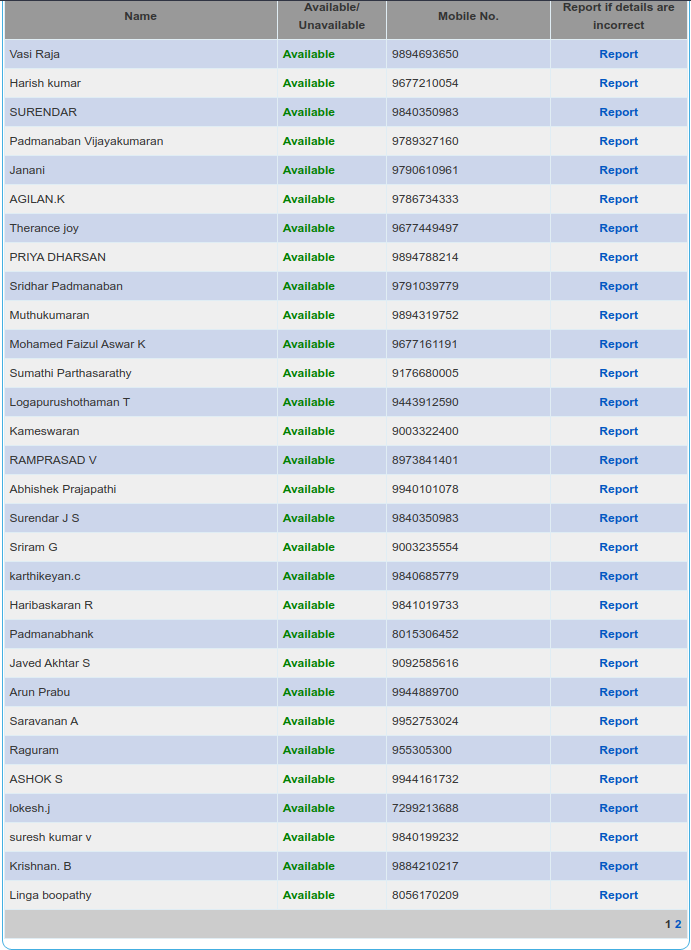 Name Available/ Unavailable Mobile No. Report if details are incorrect
Vasi Raja Available 9894693650 Report
Harish kumar Available 9677210054 Report
SURENDAR Available 9840350983 Report
Padmanaban Vijayakumaran Available 9789327160 Report
Janani Available 9790610961 Report
AGILAN.K Available 9786734333 Report
Therance joy Available 9677449497 Report
PRIYA DHARSAN Available 9894788214 Report
Sridhar Padmanaban Available 9791039779 Report
Muthukumaran Available 9894319752 Report
Mohamed Faizul Aswar K Available 9677161191 Report
Sumathi Parthasarathy Available 9176680005 Report
Logapurushothaman T Available 9443912590 Report
Kameswaran Available 9003322400 Report
RAMPRASAD V Available 8973841401 Report
Abhishek Prajapathi Available 9940101078 Report
Surendar J S Available 9840350983 Report
Sriram G Available 9003235554 Report
karthikeyan.c Available 9840685779 Report
Haribaskaran R Available 9841019733 Report
Padmanabhank Available 8015306452 Report
Javed Akhtar S Available 9092585616 Report
Arun Prabu Available 9944889700 Report
Saravanan A Available 9952753024 Report
Raguram Available 955305300 Report
ASHOK S Available 9944161732 Report
lokesh.j Available 7299213688 Report
suresh kumar v Available 9840199232 Report
Krishnan. B Available 9884210217 Report
Linga boopathy Available 8056170209 Report
1 2